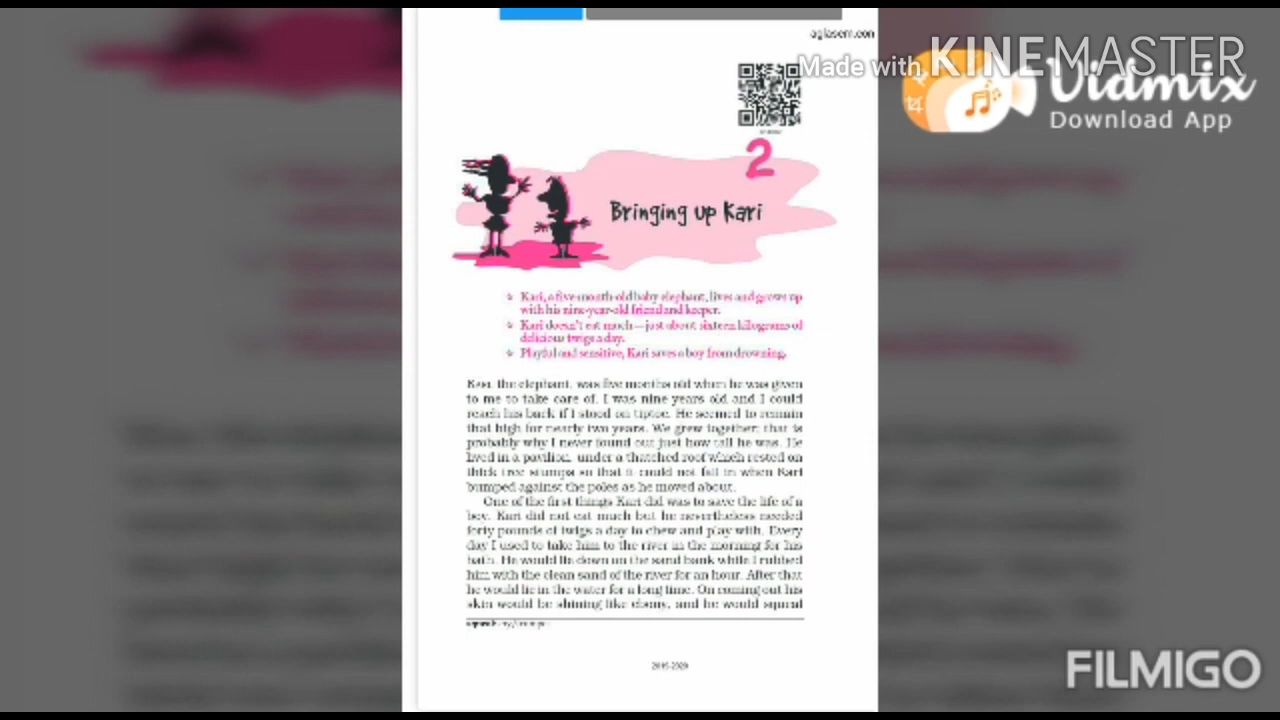 aglasem.com
Made with KINEMASTER
Vidmix
Download App
2
Bringing up Kari
Kari, a five-month-old baby elephant, lives and grows up
with his nine-year-old friend and keeper.
Kari doesn't eat much—just about sixteen kilograms of
delicious twigs a day.
Playful and sensitive, Kari saves a boy from drowning.
KARI, the elephant, was five months old when he was given
to me to take care of. I was nine years old and I could
reach his back if I stood on tiptoe. He seemed to remain
that high for nearly two years. We grew together; that is
probably why I never found out just how tall he was. He
lived in a pavilion, under a thatched roof which rested on
thick tree stumps so that it could not fall in when Kari
bumped against the poles as he moved about.
One of the first things Kari did was to save the life of a
boy. Kari did not eat much but he nevertheless needed
forty pounds of twigs a day to chew and play with. Every
day I used to take him to the river in the morning for his
bath. He would lie down on the sand bank while I rubbed
him with the clean sand of the river for an hour. After that
he would lie in the water for a long time. On coming out his
skin would be shining like ebony, and he would squeal
squeal: cry/trumpet
2019-2020
FILMIGO